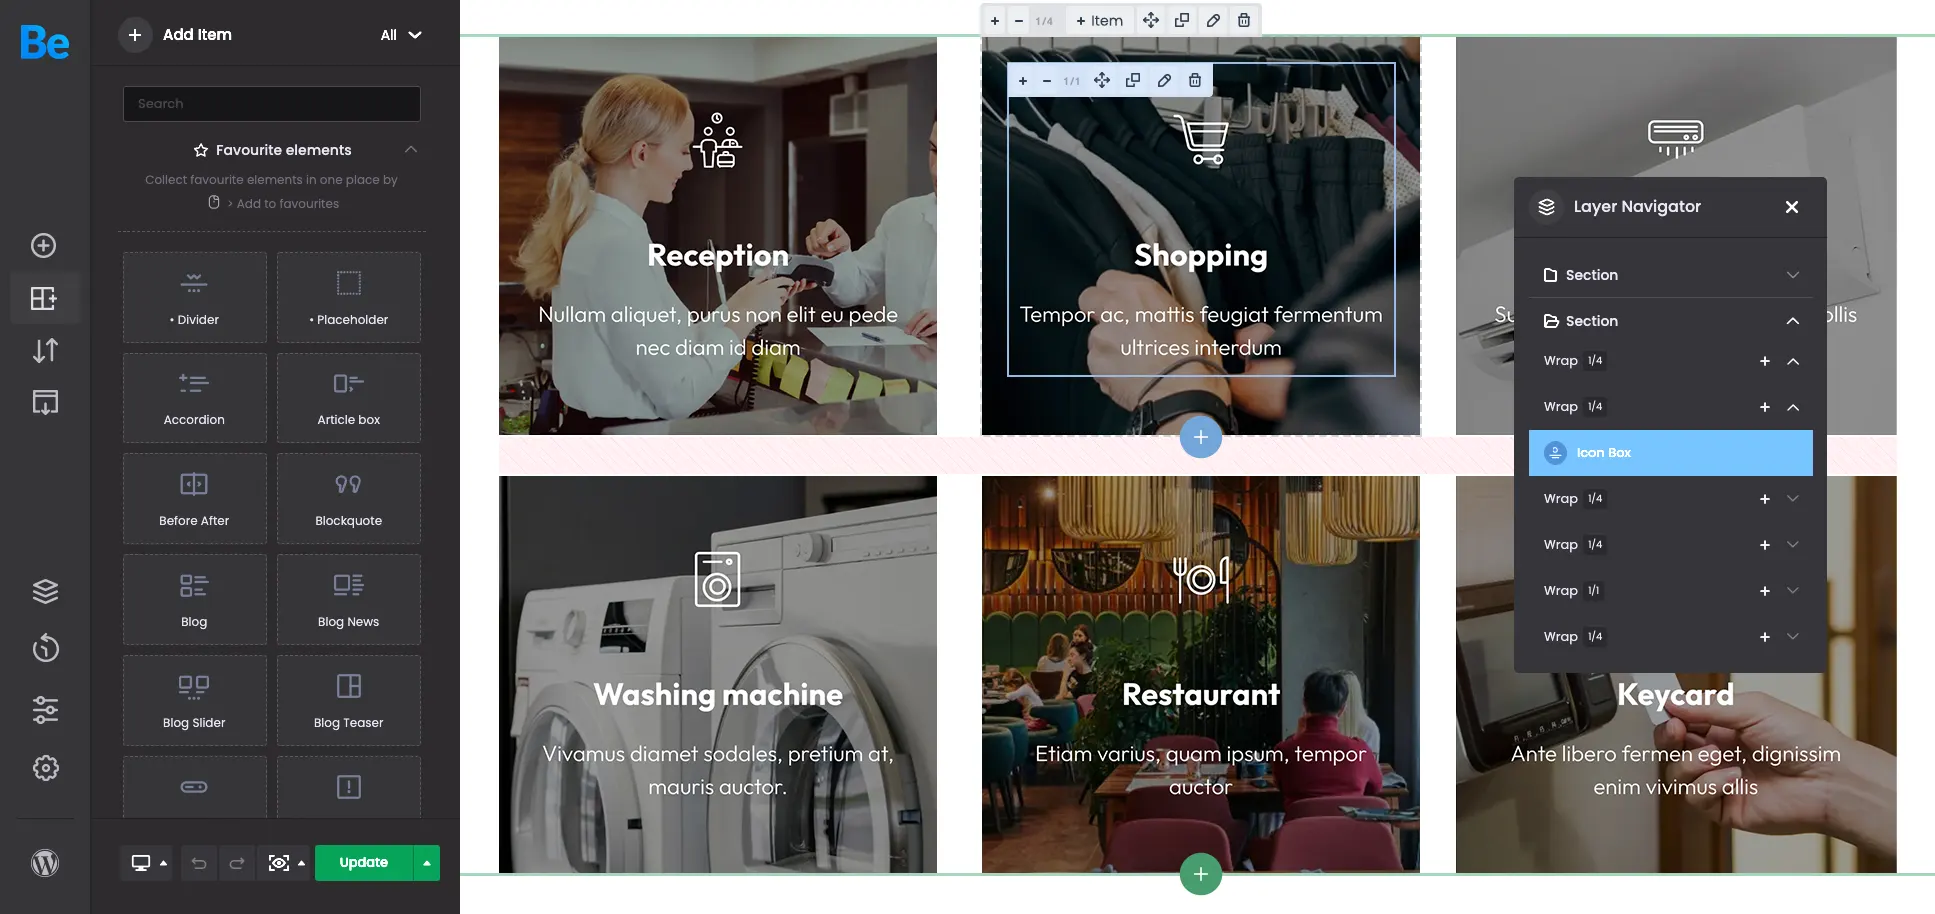 Be
Add Item
All
Search
Favourite elements
Collect favourite elements in one place by
> Add to favourites
• Divider
• Placeholder
Accordion
Article box
Before After
Blockquote
Blog
Blog News
Blog Slider
Blog Teaser
Update
+ - 1/4 + Item
+ - 1/1
Reception
Nullam aliquet, purus non elit eu pede
nec diam id diam
Shopping
Tempor ac, mattis feugiat fermentum
ultrices interdum
Su
ollis
Layer Navigator
Section
Section
Wrap 1/4
Wrap 1/4
Icon Box
Wrap 1/4
Wrap 1/4
Wrap 1/1
Wrap 1/4
Washing machine
Vivamus diamet sodales, pretium at,
mauris auctor.
Restaurant
Etiam varius, quam ipsum, tempor
auctor
Keycard
Ante libero fermen eget, dignissim
enim vivimus allis